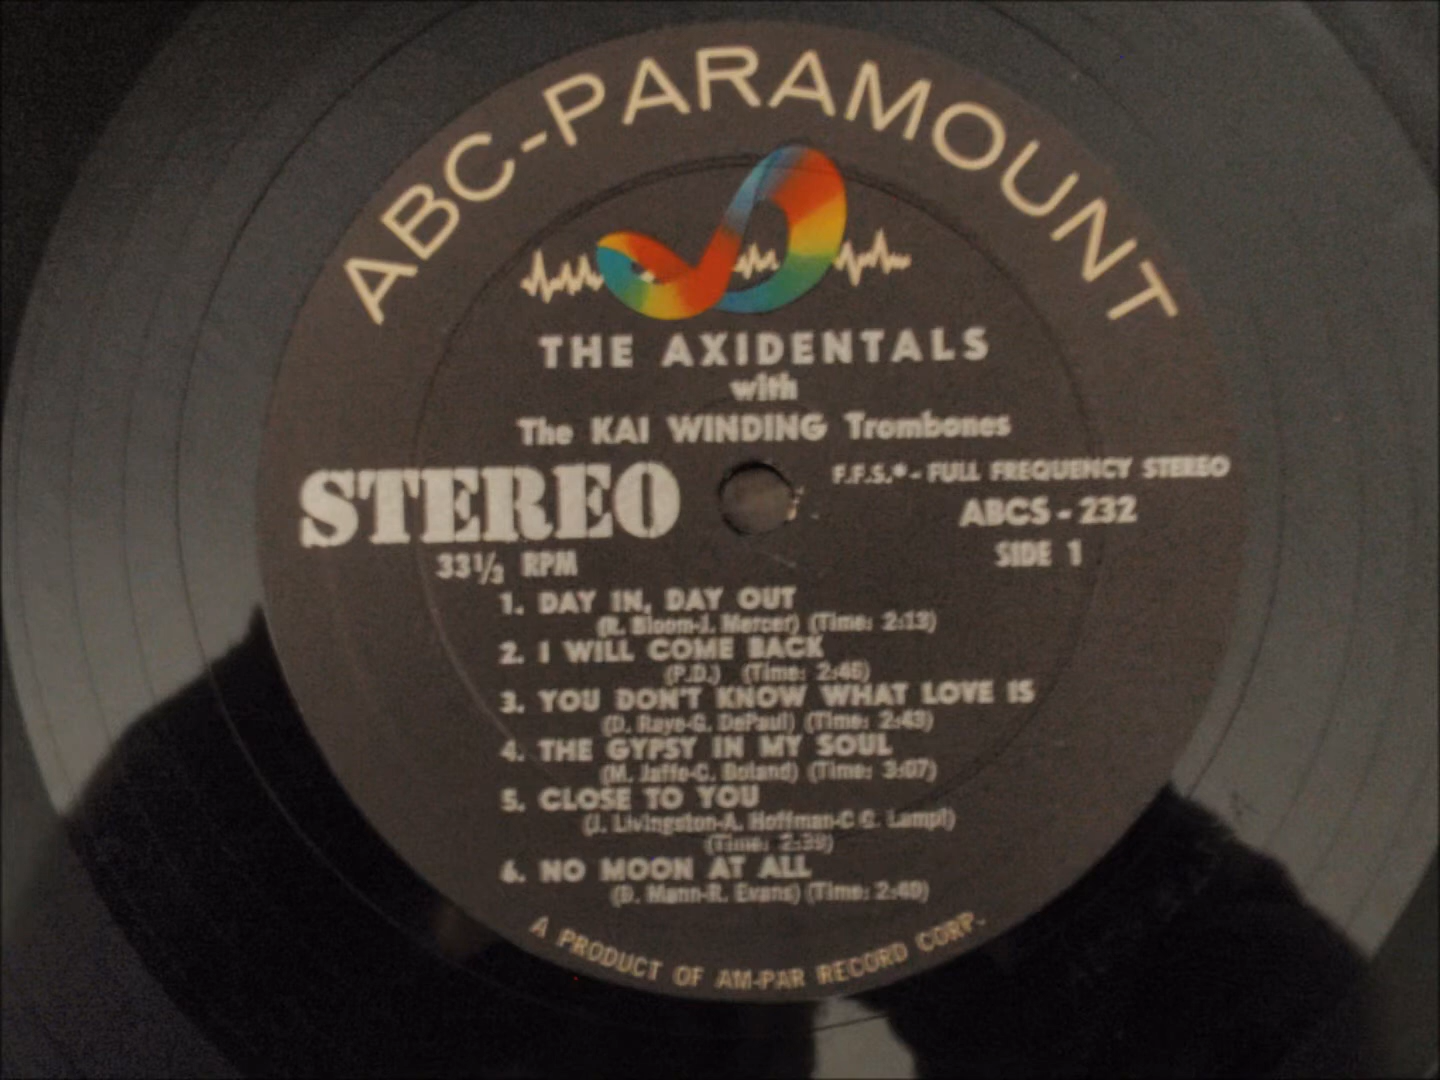 ABC-PARAMOUNT
THE AXIDENTALS
with
The KAI WINDING Trombones
STEREO
F.F.S.*- FULL FREQUENCY STEREO
ABCS - 232
33⅓ RPM
SIDE 1
1. DAY IN, DAY OUT
(R. Bloom-J. Mercer) (Time: 2:13)
2. I WILL COME BACK
(P.D.) (Time: 2:46)
3. YOU DON'T KNOW WHAT LOVE IS
(D. Raye-G. DePaul) (Time: 2:43)
4. THE GYPSY IN MY SOUL
(M. Jaffe-C. Boland) (Time: 3:07)
5. CLOSE TO YOU
(J. Livingston-A. Hoffman-C C. Lampl)
(Time: 2:39)
6. NO MOON AT ALL
(D. Mann-R. Evans) (Time: 2:40)
A PRODUCT OF AM-PAR RECORD CORP.